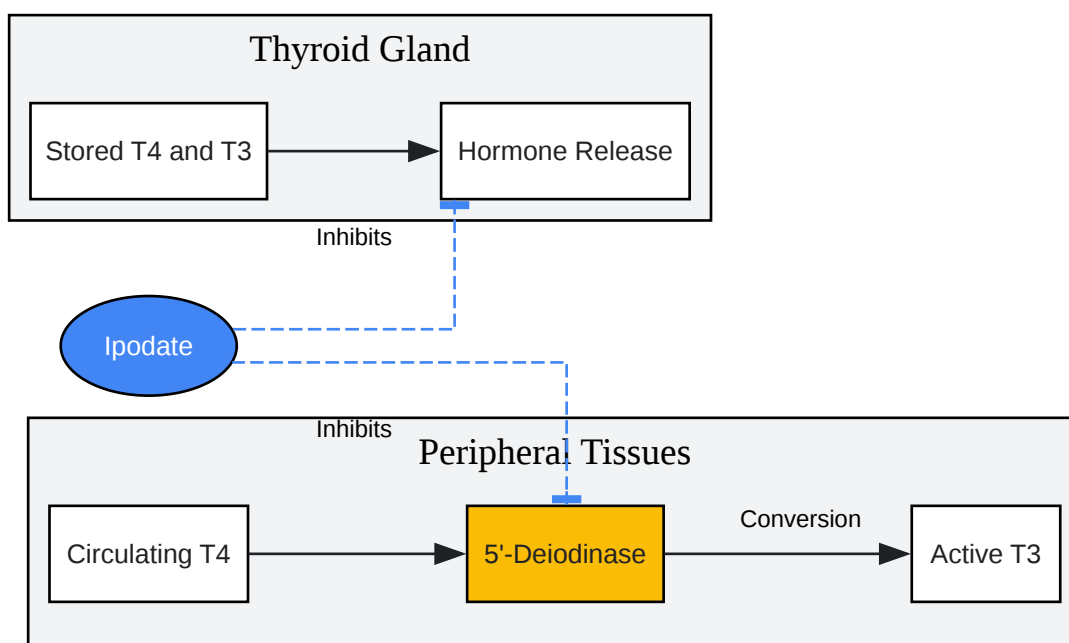 Thyroid Gland
Stored T4 and T3
Hormone Release
Inhibits
Ipodate
Inhibits
Peripheral Tissues
Conversion
Circulating T4
5'-Deiodinase
Active T3